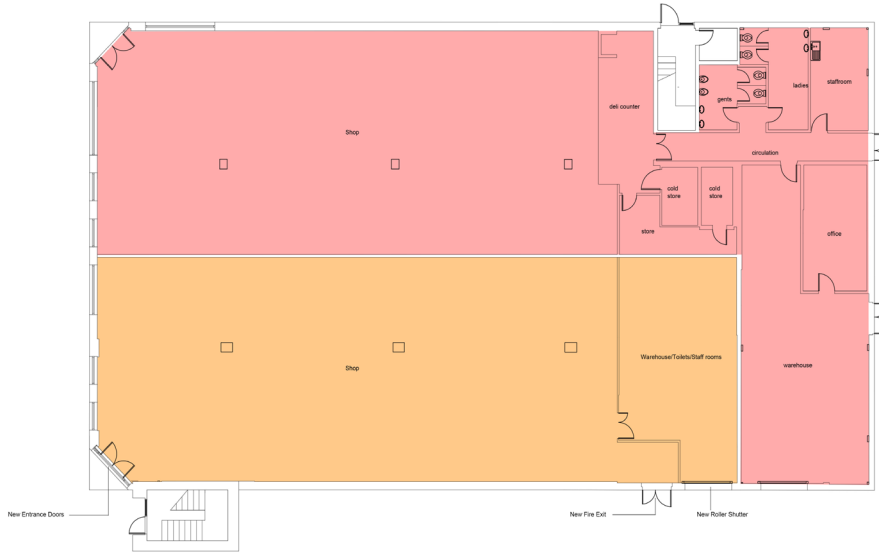 Shop
deli counter
gents
ladies
staffroom
circulation
cold
store
cold
store
store
office
Shop
Warehouse/Toilets/Staff rooms
warehouse
New Entrance Doors
New Fire Exit
New Roller Shutter